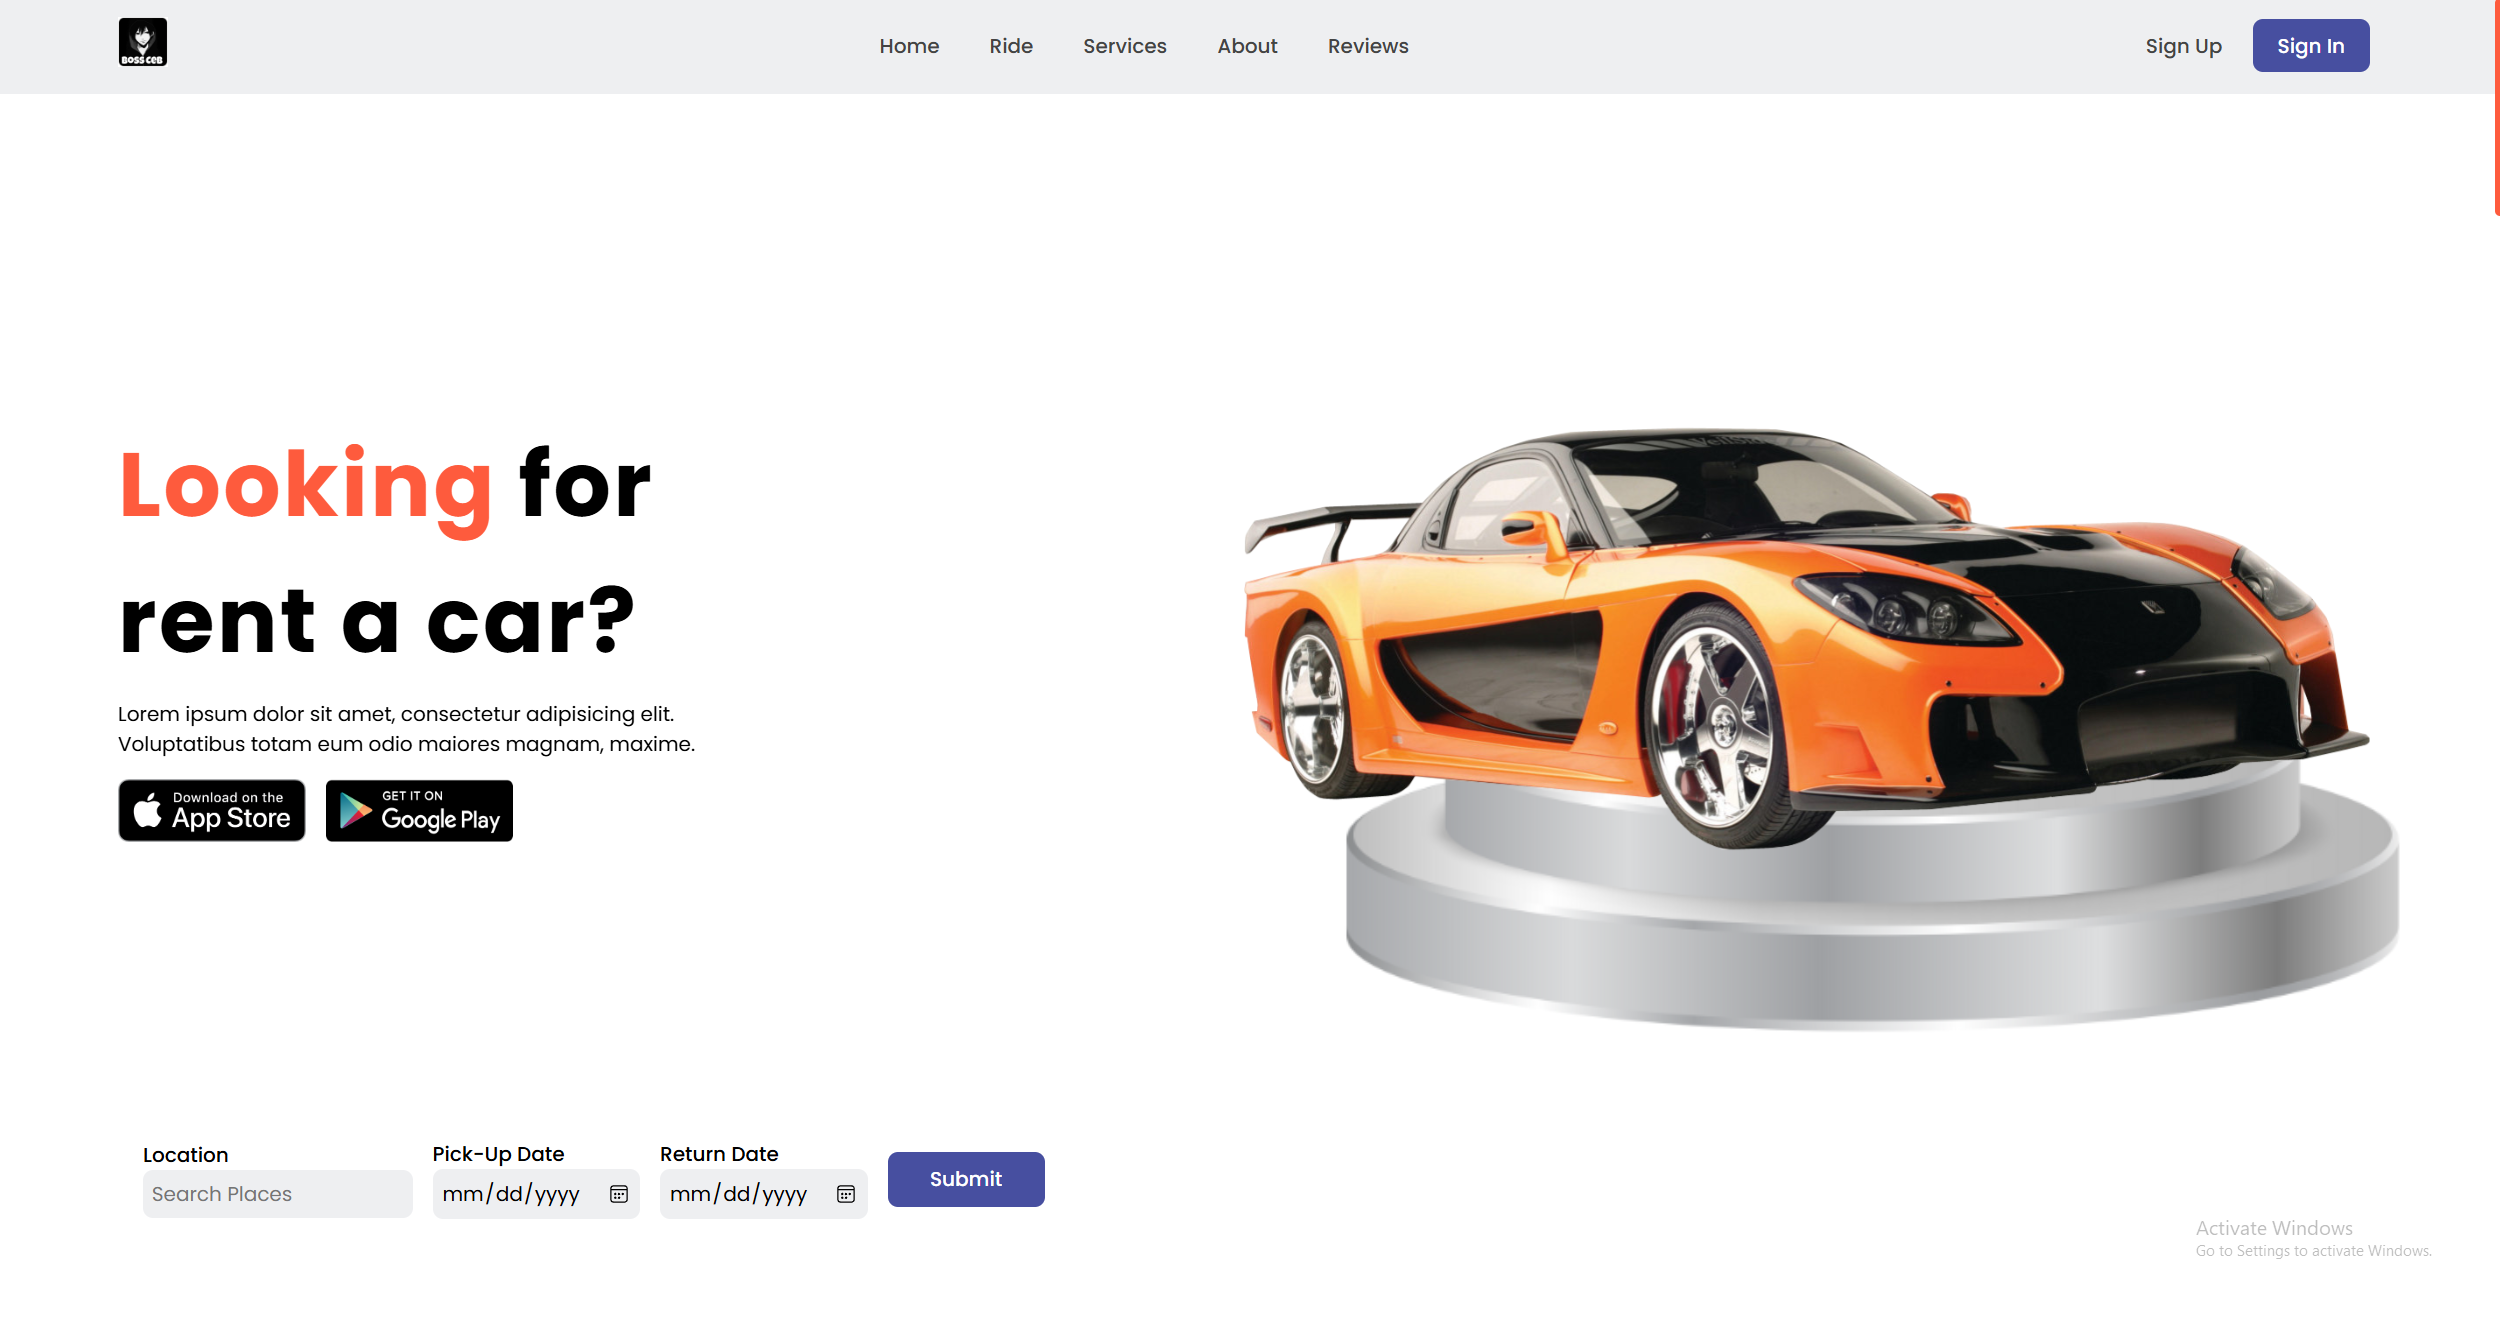 BOSS CEB
Home
Ride
Services
About
Reviews
Sign Up
Sign In
Looking for
rent a car?
Lorem ipsum dolor sit amet, consectetur adipisicing elit.
Voluptatibus totam eum odio maiores magnam, maxime.
Download on the
App Store
GET IT ON
Google Play
Location
Search Places
Pick-Up Date
mm/dd/yyyy
Return Date
mm/dd/yyyy
Submit
Activate Windows
Go to Settings to activate Windows.